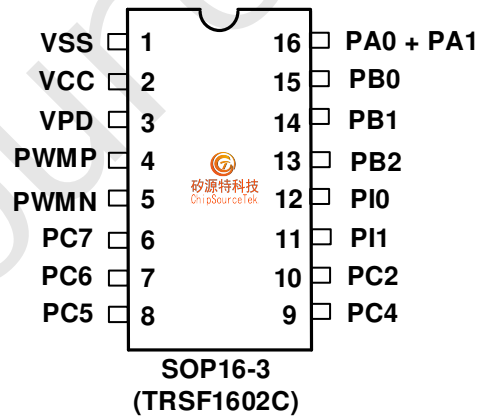 VSS 1 16 PA0 + PA1
VCC 2 15 PB0
VPD 3 14 PB1
PWMP 4 13 PB2
PWMN 5 12 PI0
PC7 6 11 PI1
PC6 7 10 PC2
PC5 8 9 PC4
矽源特科技
ChipSourceTek
SOP16-3
(TRSF1602C)